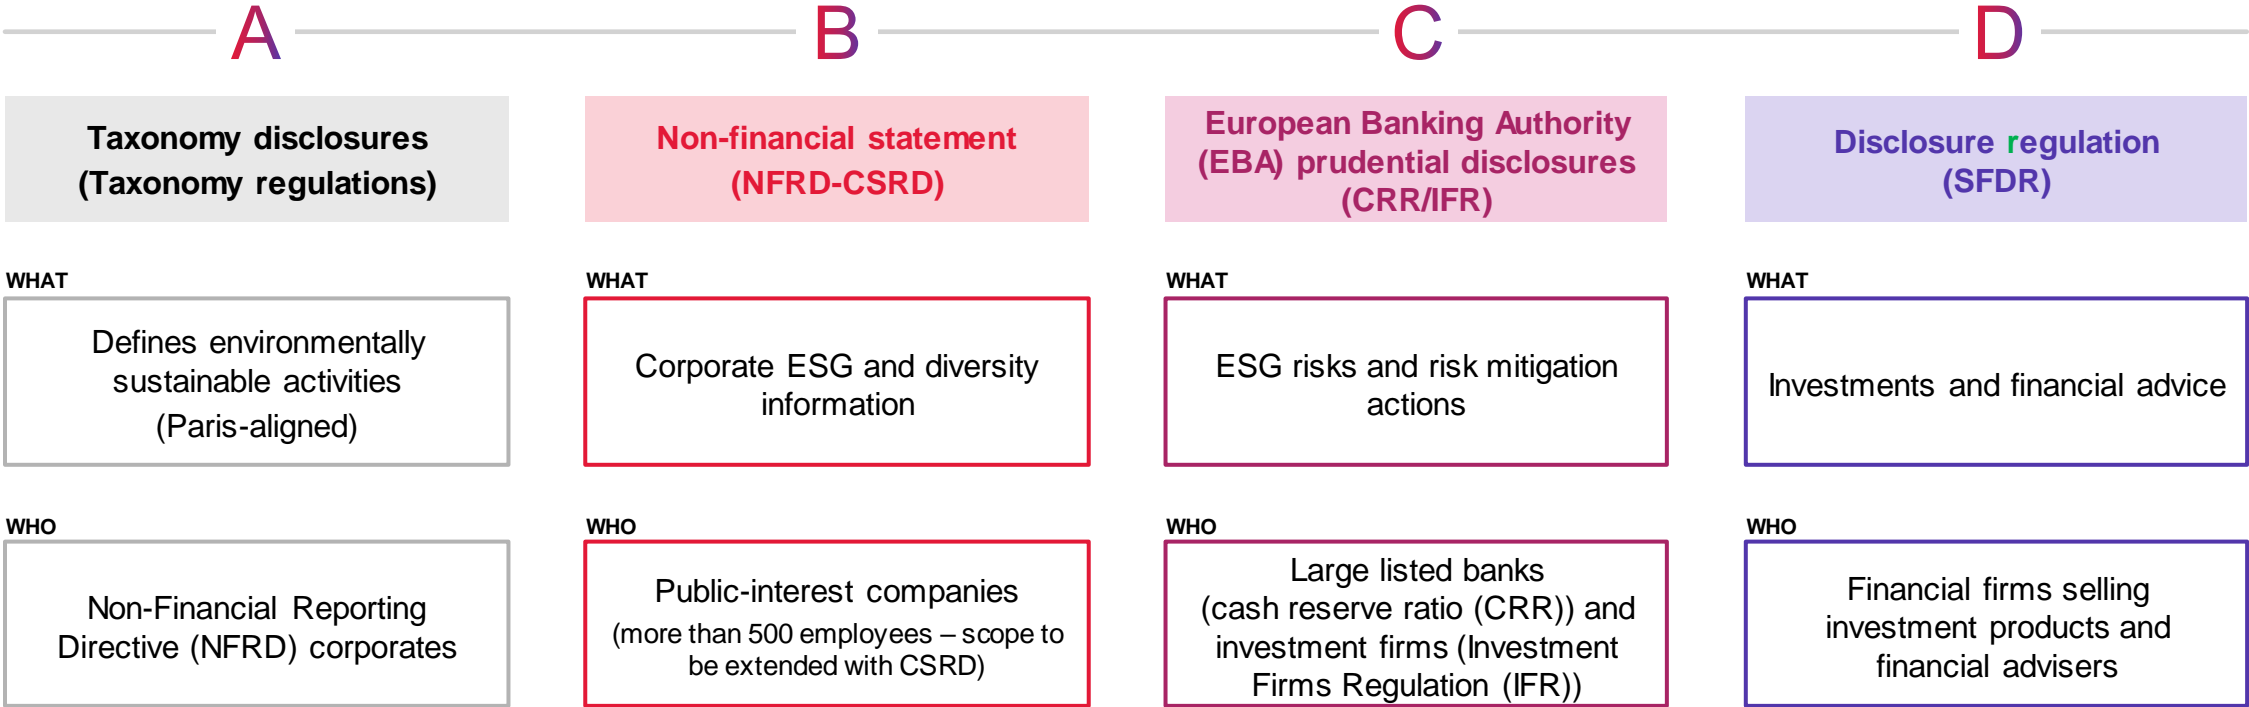 A
B
C
D
Taxonomy disclosures
(Taxonomy regulations)
Non-financial statement
(NFRD-CSRD)
European Banking Authority
(EBA) prudential disclosures
(CRR/IFR)
Disclosure regulation
(SFDR)
WHAT
Defines environmentally
sustainable activities
(Paris-aligned)
WHAT
Corporate ESG and diversity
information
WHAT
ESG risks and risk mitigation
actions
WHAT
Investments and financial advice
WHO
Non-Financial Reporting
Directive (NFRD) corporates
WHO
Public-interest companies
(more than 500 employees – scope to
be extended with CSRD)
WHO
Large listed banks
(cash reserve ratio (CRR)) and
investment firms (Investment
Firms Regulation (IFR))
WHO
Financial firms selling
investment products and
financial advisers